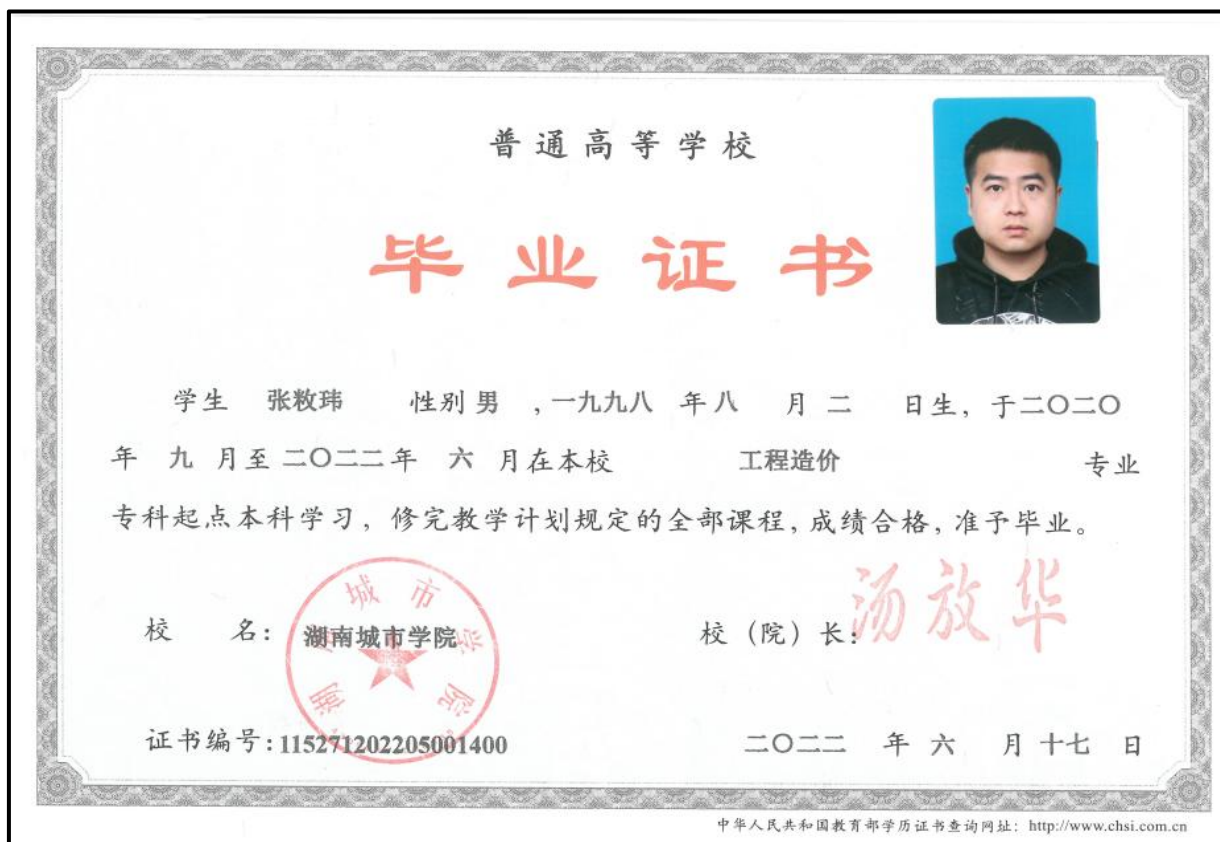 普通高等学校
毕业证书
学生 张敉玮 性别 男 ,一九九八 年 八 月 二 日生, 于二〇二〇
年 九 月至 二〇二二 年 六 月在本校 工程造价 专业
专科起点本科学习, 修完教学计划规定的全部课程, 成绩合格, 准予毕业。
湖南城市学院
校 名: 湖南城市学院 校(院)长: 汤放华
证书编号: 115271202205001400 二〇二二 年 六 月 十七 日
中华人民共和国教育部学历证书查询网址: http://www.chsi.com.cn